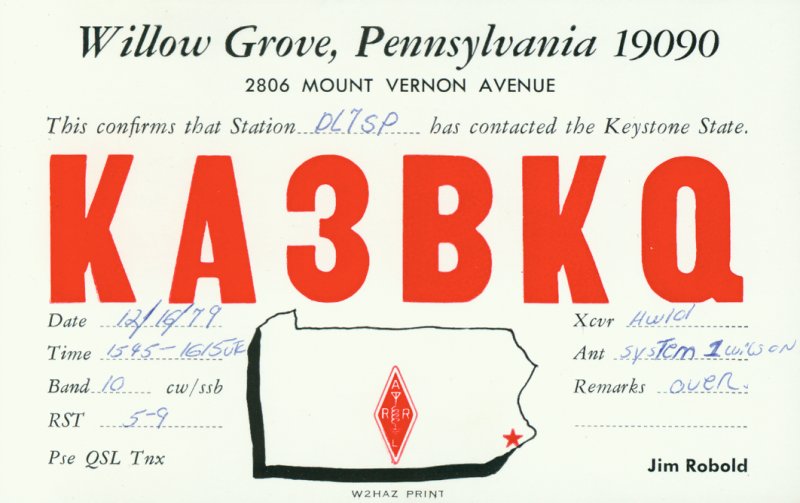 Willow Grove, Pennsylvania 19090
2806 MOUNT VERNON AVENUE
This confirms that Station DL7SP has contacted the Keystone State.
KA3BKQ
Date 12/16/79
Time 1545-1615
Band 10 cw/ssb
RST 5-9
Pse QSL Tnx
A
R R
L
Xcvr
Ant System 1 wilson
Remarks over.
Jim Robold
W2HAZ PRINT